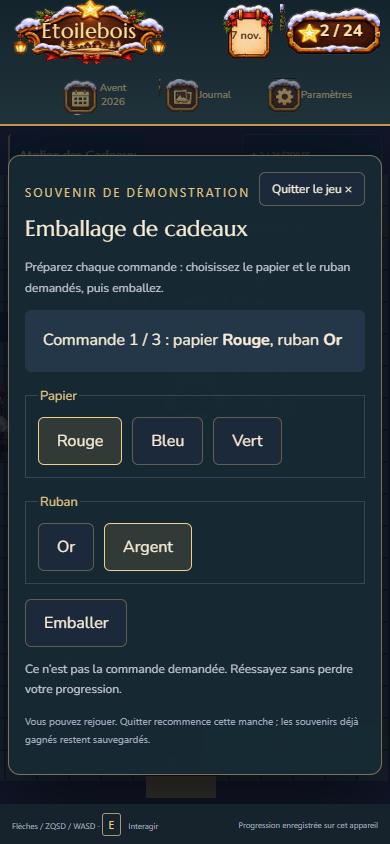 Étoilebois
7 nov.
2 / 24
Avent
2026
Journal
Paramètres
Atelier des Cadeaux
SOUVENIR DE DÉMONSTRATION
Quitter le jeu ×
Emballage de cadeaux
Préparez chaque commande : choisissez le papier et le ruban
demandés, puis emballez.
Commande 1 / 3 : papier Rouge, ruban Or
Papier
Rouge
Bleu
Vert
Ruban
Or
Argent
Emballer
Ce n'est pas la commande demandée. Réessayez sans perdre
votre progression.
Vous pouvez rejouer. Quitter recommence cette manche ; les souvenirs déjà
gagnés restent sauvegardés.
Flèches / ZQSD / WASD · E Interagir
Progression enregistrée sur cet appareil